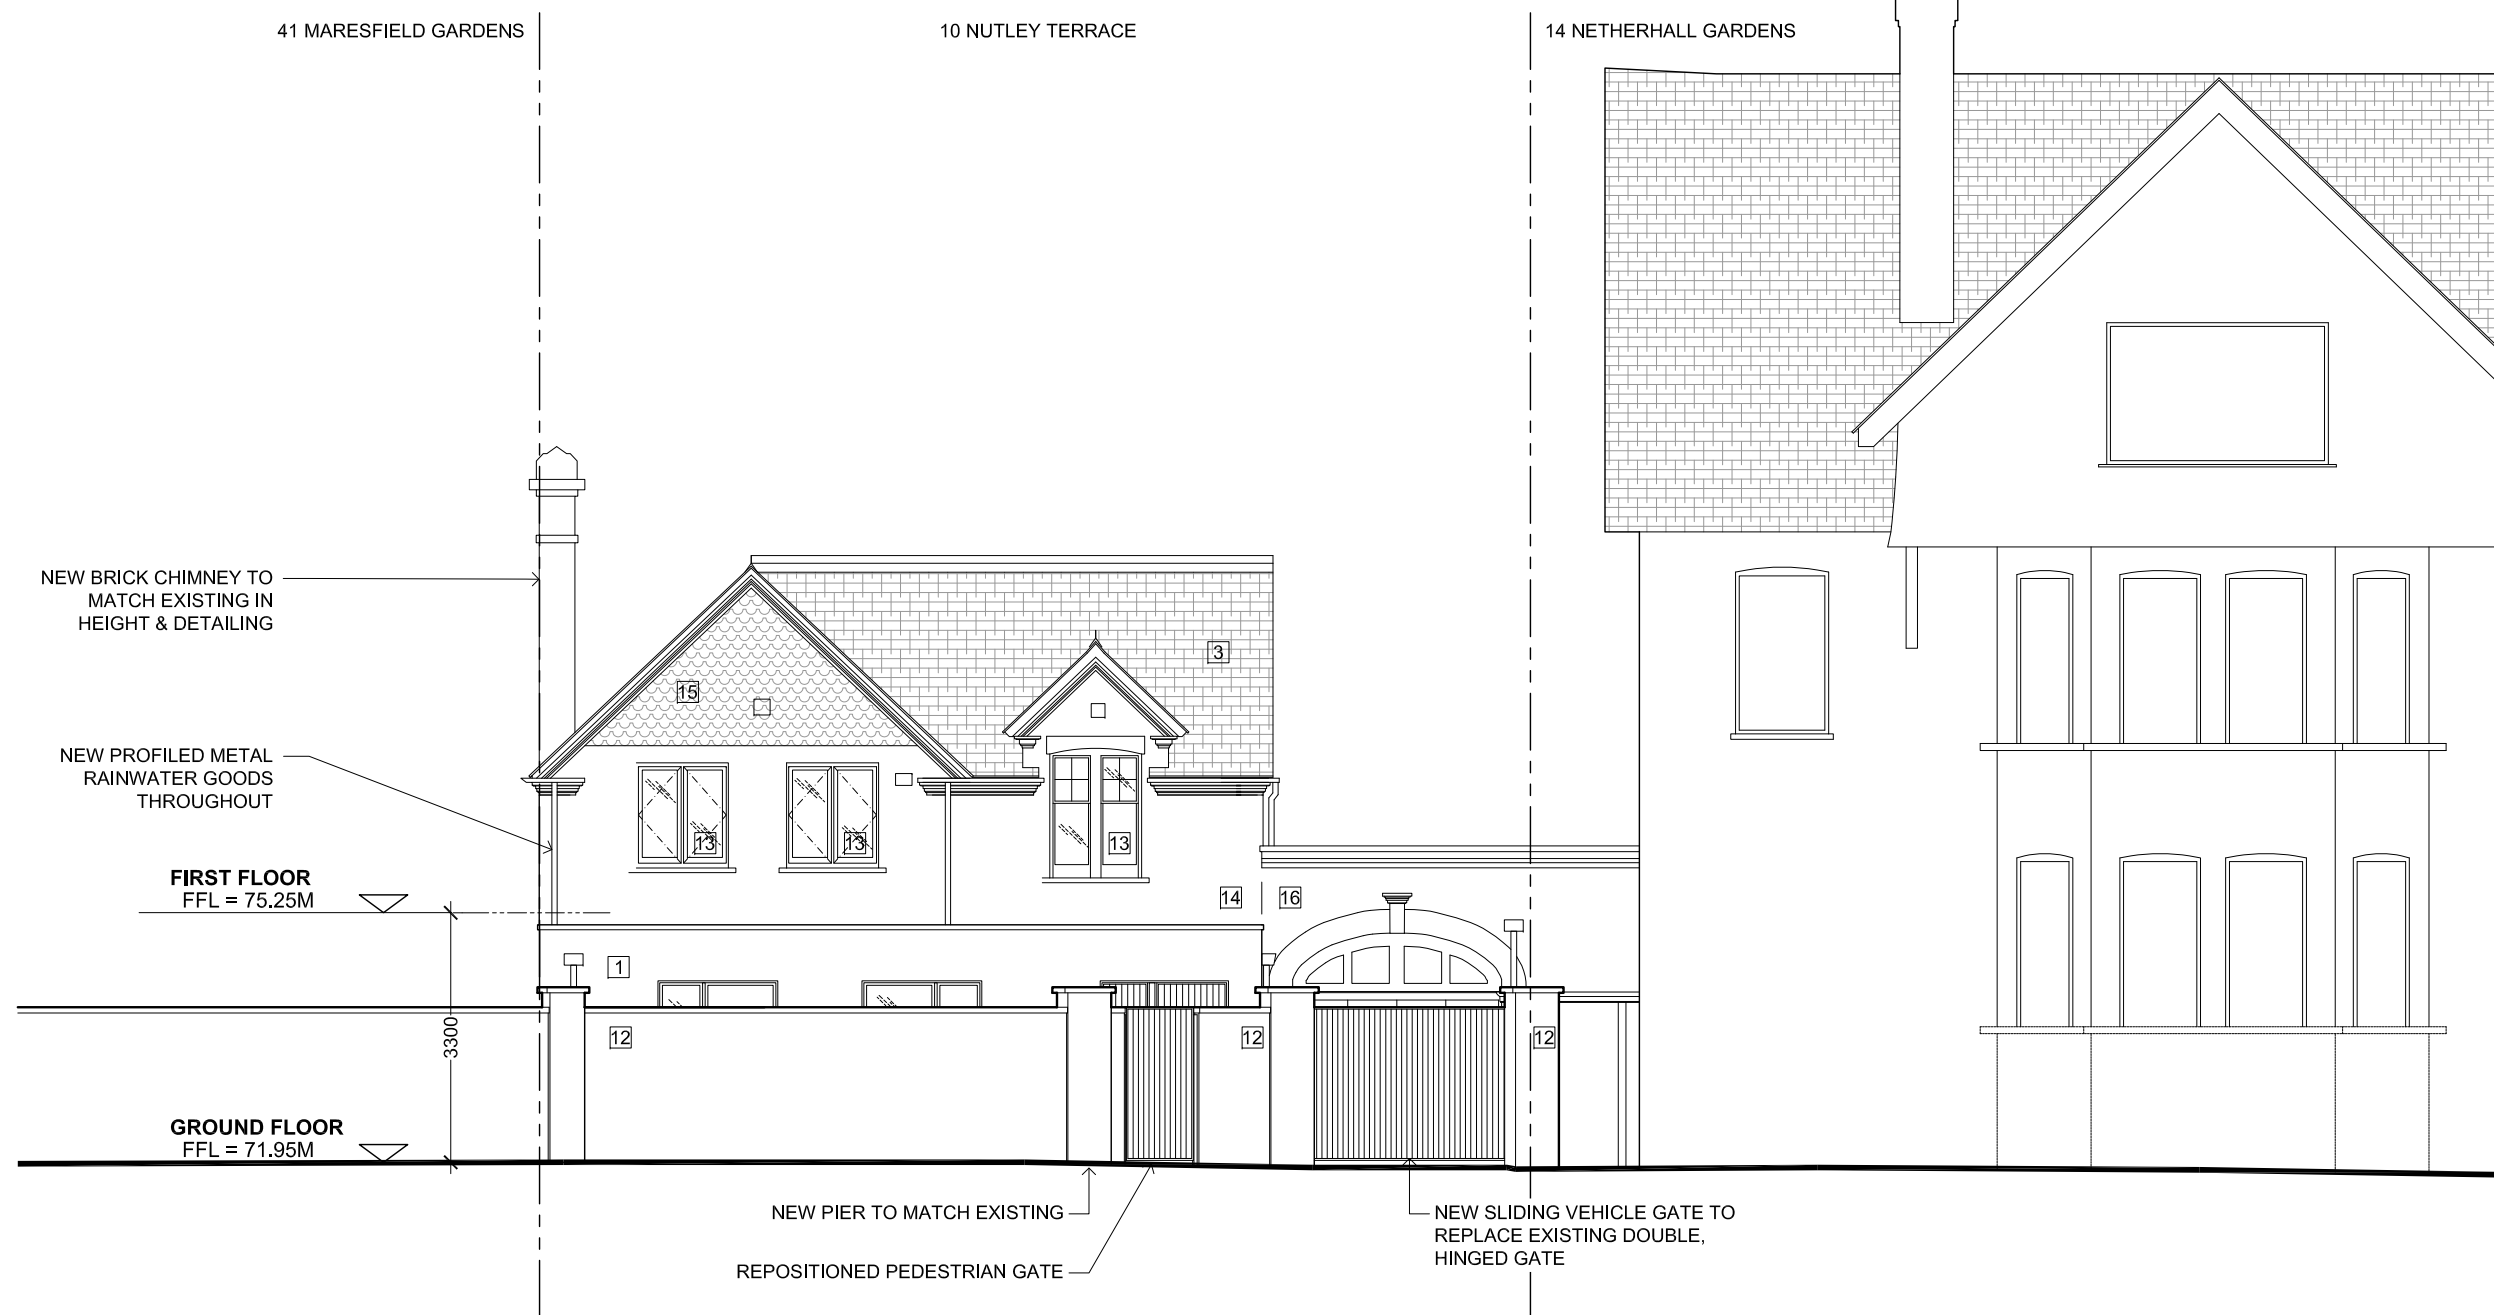 41 MARESFIELD GARDENS
10 NUTLEY TERRACE
14 NETHERHALL GARDENS
NEW BRICK CHIMNEY TO
MATCH EXISTING IN
HEIGHT & DETAILING
3
15
NEW PROFILED METAL
RAINWATER GOODS
THROUGHOUT
13
13
13
FIRST FLOOR
FFL = 75.25M
14
16
1
3300
12
12
12
GROUND FLOOR
FFL = 71.95M
NEW PIER TO MATCH EXISTING
REPOSITIONED PEDESTRIAN GATE
NEW SLIDING VEHICLE GATE TO
REPLACE EXISTING DOUBLE,
HINGED GATE